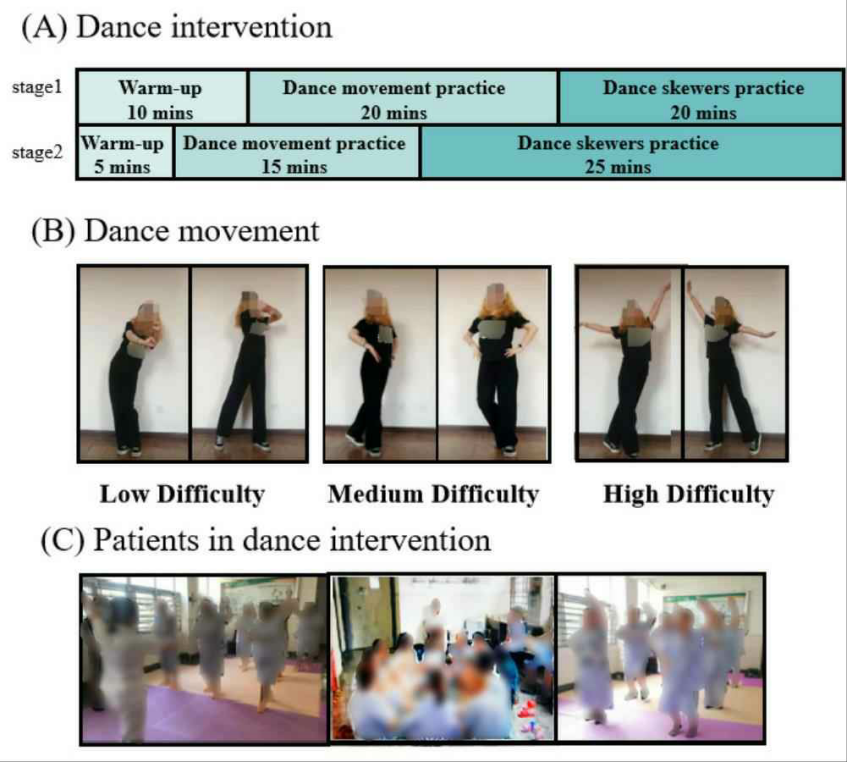 (A) Dance intervention
stage1
Warm-up
10 mins
Dance movement practice
20 mins
Dance skewers practice
20 mins
stage2
Warm-up
5 mins
Dance movement practice
15 mins
Dance skewers practice
25 mins
(B) Dance movement
Low Difficulty
Medium Difficulty
High Difficulty
(C) Patients in dance intervention